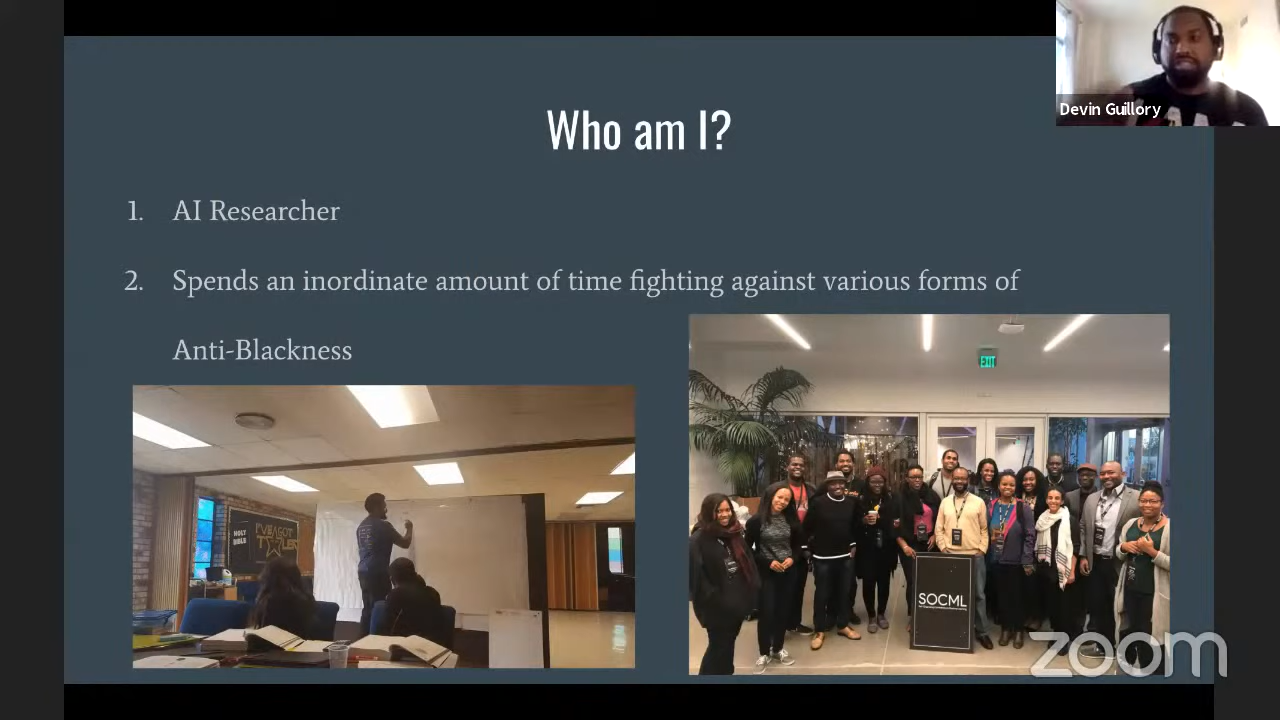 Devin Guillory
Who am I?
1. AI Researcher
2. Spends an inordinate amount of time fighting against various forms of
Anti-Blackness
EXIT
HOLY
BIBLE
SOCML
zoom